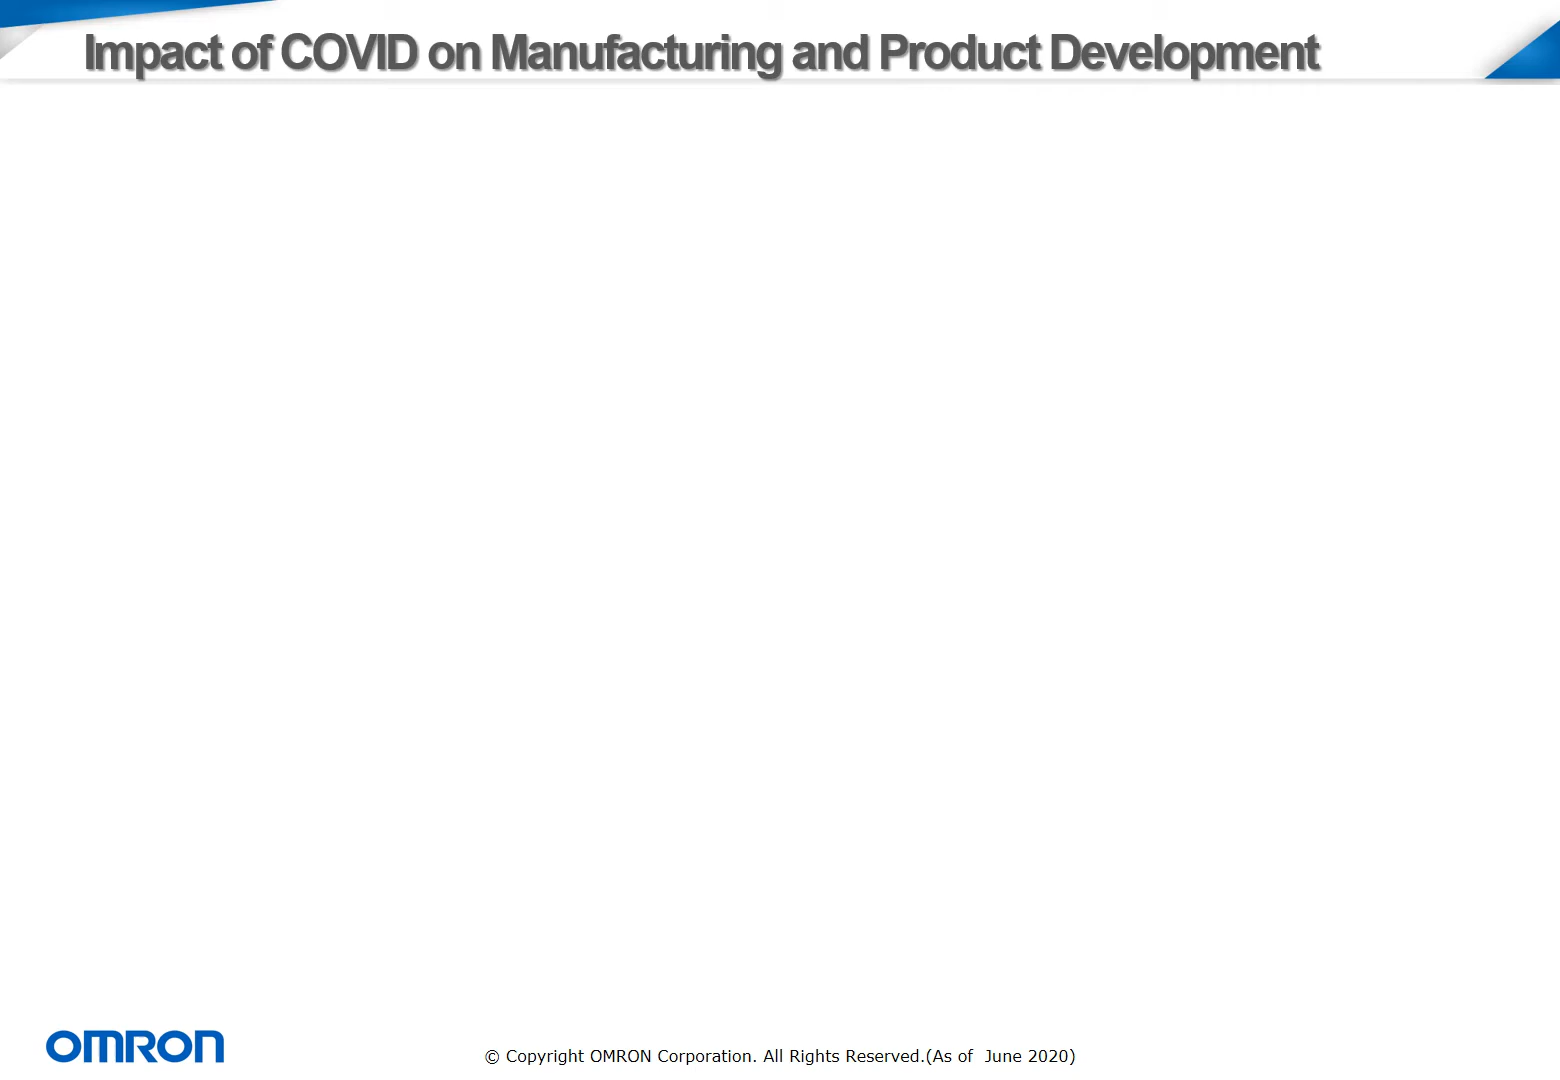 Impact of COVID on Manufacturing and Product Development
OMRON
© Copyright OMRON Corporation. All Rights Reserved.(As of  June 2020)